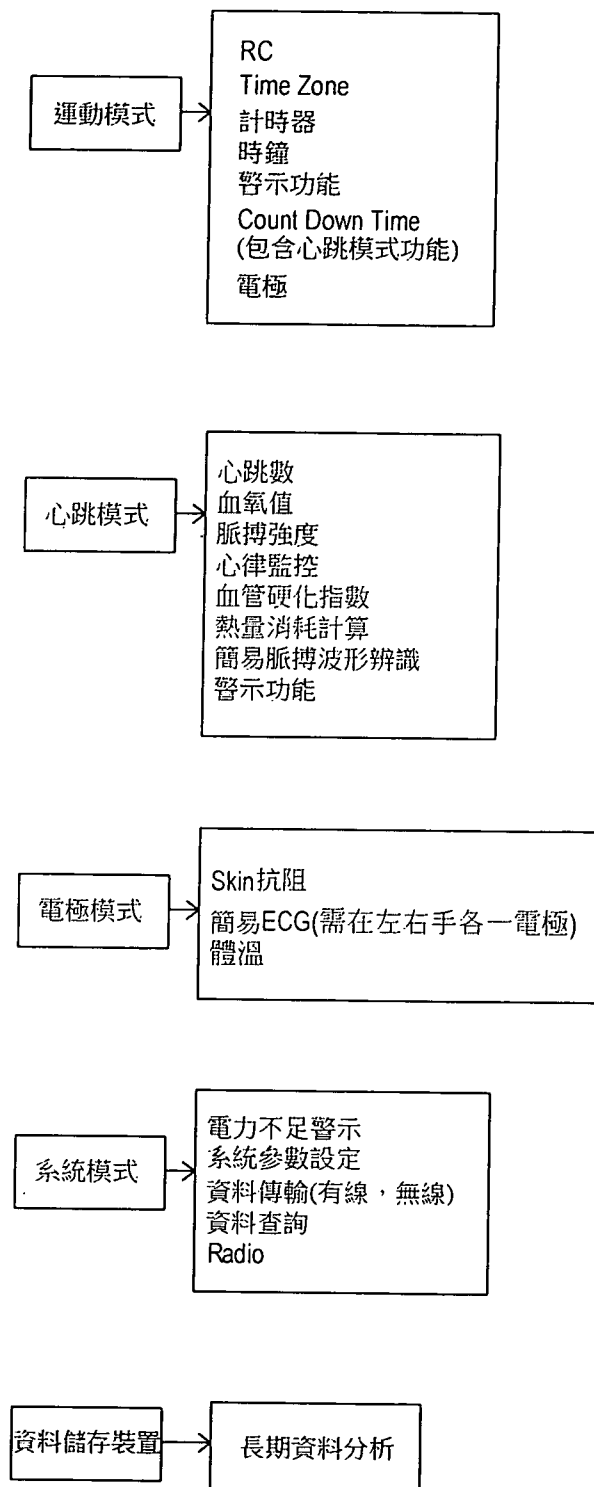 運動模式
RC
Time Zone
計時器
時鐘
警示功能
Count Down Time
(包含心跳模式功能)
電極
心跳模式
心跳數
血氧值
脈搏強度
心律監控
血管硬化指數
熱量消耗計算
簡易脈搏波形辨識
警示功能
電極模式
Skin抗阻
簡易ECG(需在左右手各一電極)
體溫
系統模式
電力不足警示
系統參數設定
資料傳輸(有線，無線)
資料查詢
Radio
資料儲存裝置
長期資料分析